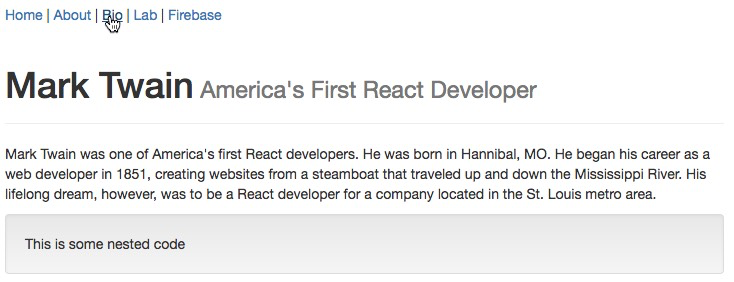 Home | About | Bio | Lab | Firebase
Mark Twain America's First React Developer
Mark Twain was one of America's first React developers. He was born in Hannibal, MO. He began his career as a
web developer in 1851, creating websites from a steamboat that traveled up and down the Mississippi River. His
lifelong dream, however, was to be a React developer for a company located in the St. Louis metro area.
This is some nested code